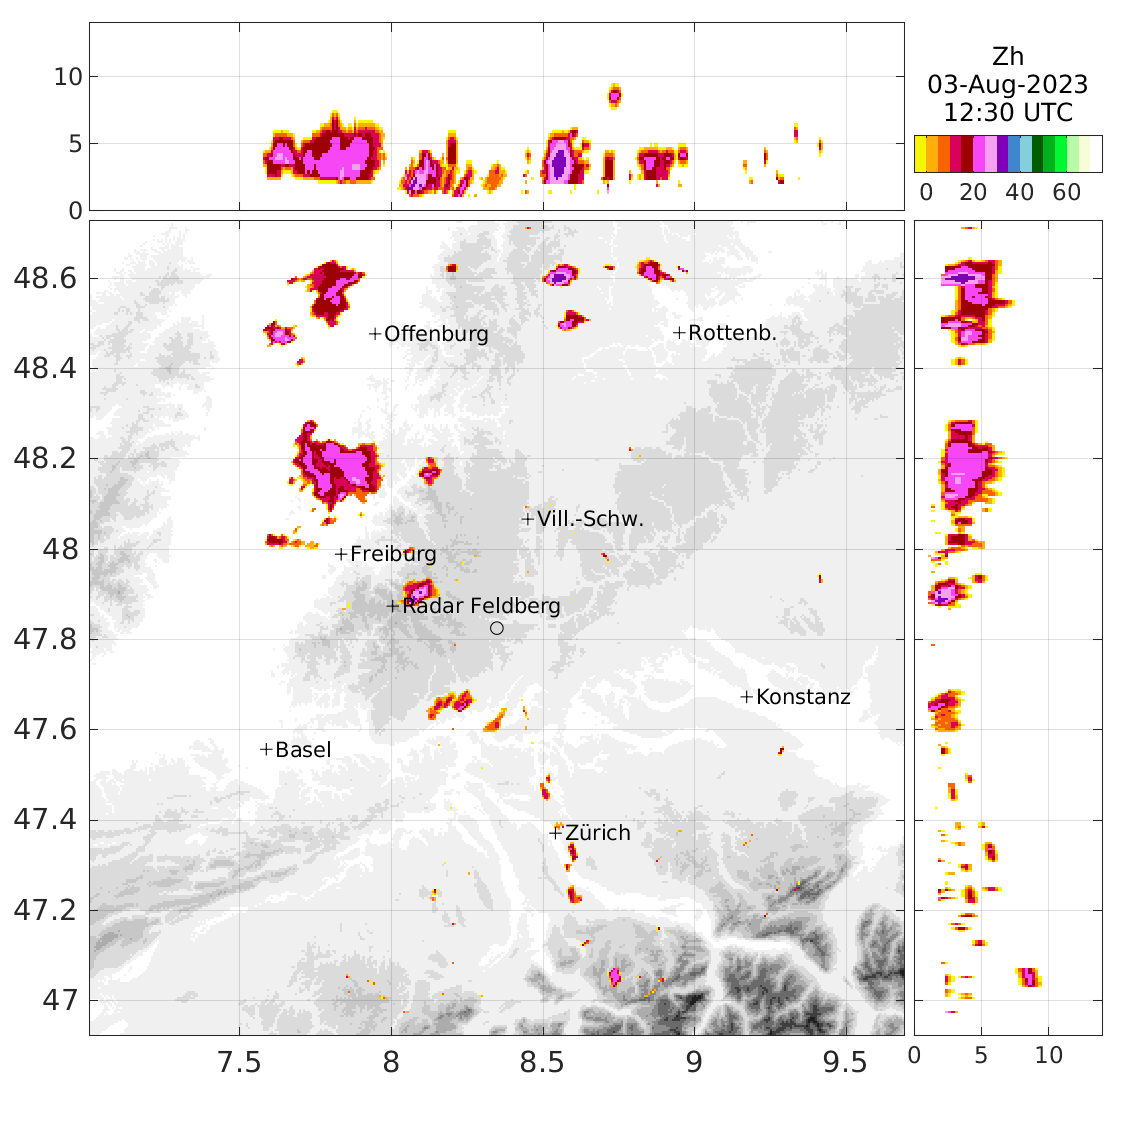 Zh
03-Aug-2023
12:30 UTC
0 20 40 60
10
5
0
48.6
48.4
48.2
48
47.8
47.6
47.4
47.2
47
+Offenburg
+Rottenb.
+Vill.-Schw.
+Freiburg
+Radar Feldberg
+Konstanz
+Basel
+Zürich
7.5 8 8.5 9 9.5
0 5 10